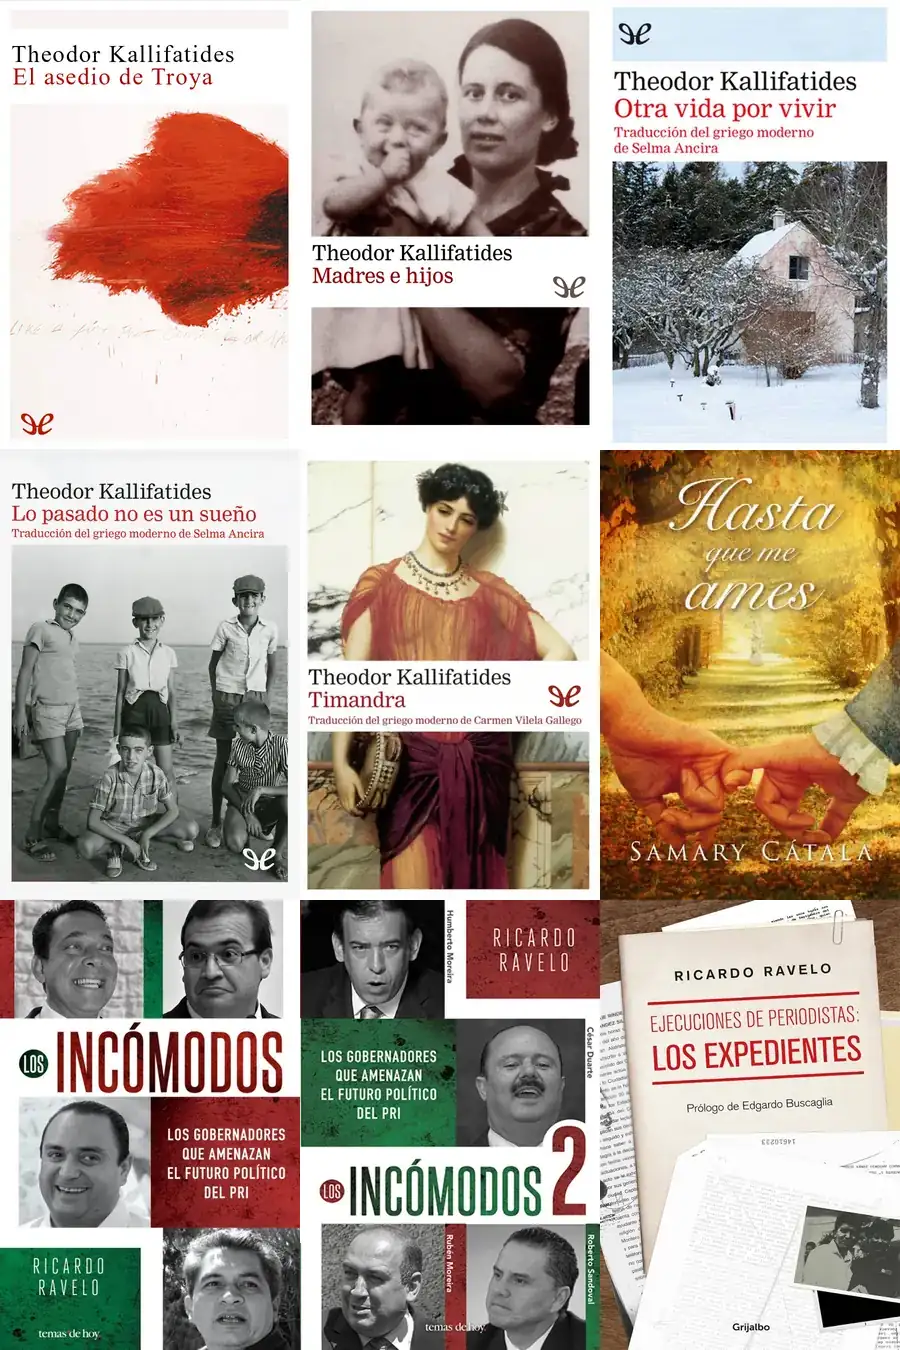 Theodor Kallifatides
El asedio de Troya
Theodor Kallifatides
Madres e hijos
Theodor Kallifatides
Otra vida por vivir
Traducción del griego moderno
de Selma Ancira
Theodor Kallifatides
Lo pasado no es un sueño
Traducción del griego moderno de Selma Ancira
Theodor Kallifatides
Timandra
Traducción del griego moderno de Carmen Vilela Gallego
Hasta
que me
ames
SAMARY CÁTALA
LOS INCÓMODOS
LOS GOBERNADORES
QUE AMENAZAN
EL FUTURO POLÍTICO
DEL PRI
RICARDO
RAVELO
temas de hoy
Humberto Moreira
RICARDO
RAVELO
César Duarte
LOS GOBERNADORES
QUE AMENAZAN
EL FUTURO POLÍTICO
DEL PRI
LOS INCÓMODOS 2
Rubén Moreira
Roberto Sandoval
temas de hoy
RICARDO RAVELO
EJECUCIONES DE PERIODISTAS:
LOS EXPEDIENTES
Prólogo de Edgardo Buscaglia
14610233
Grijalbo